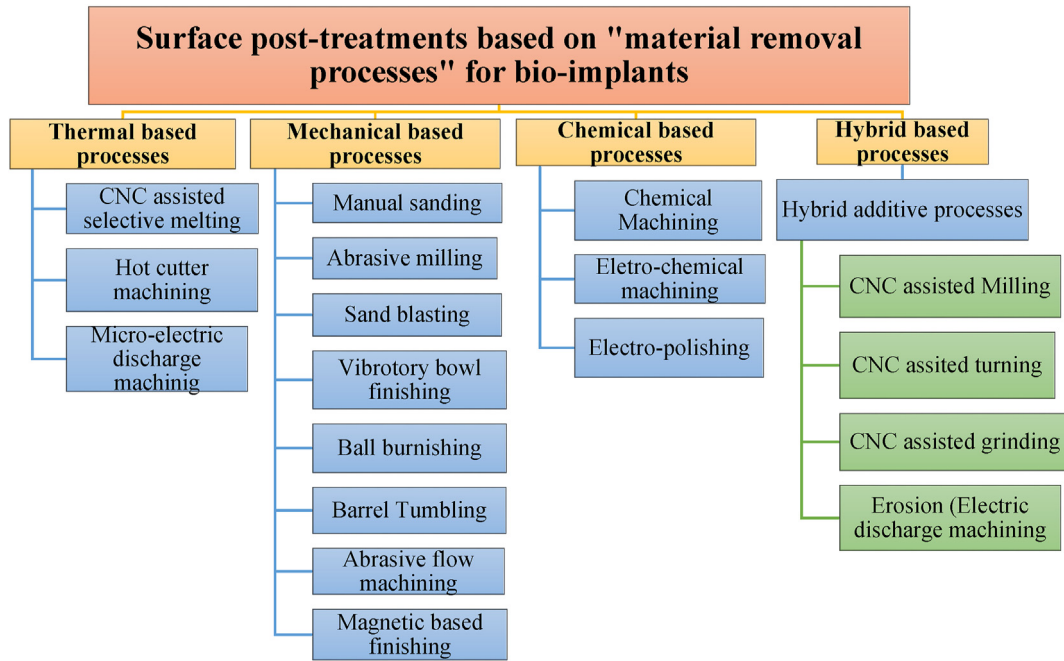 Surface post-treatments based on "material removal
processes" for bio-implants
Thermal based
processes
CNC assisted
selective melting
Hot cutter
machining
Micro-electric
discharge
machinig
Mechanical based
processes
Manual sanding
Abrasive milling
Sand blasting
Vibrotory bowl
finishing
Ball burnishing
Barrel Tumbling
Abrasive flow
machining
Magnetic based
finishing
Chemical based
processes
Chemical
Machining
Eletro-chemical
machining
Electro-polishing
Hybrid based
processes
Hybrid additive processes
CNC assisted Milling
CNC assited turning
CNC assisted grinding
Erosion (Electric
discharge machining